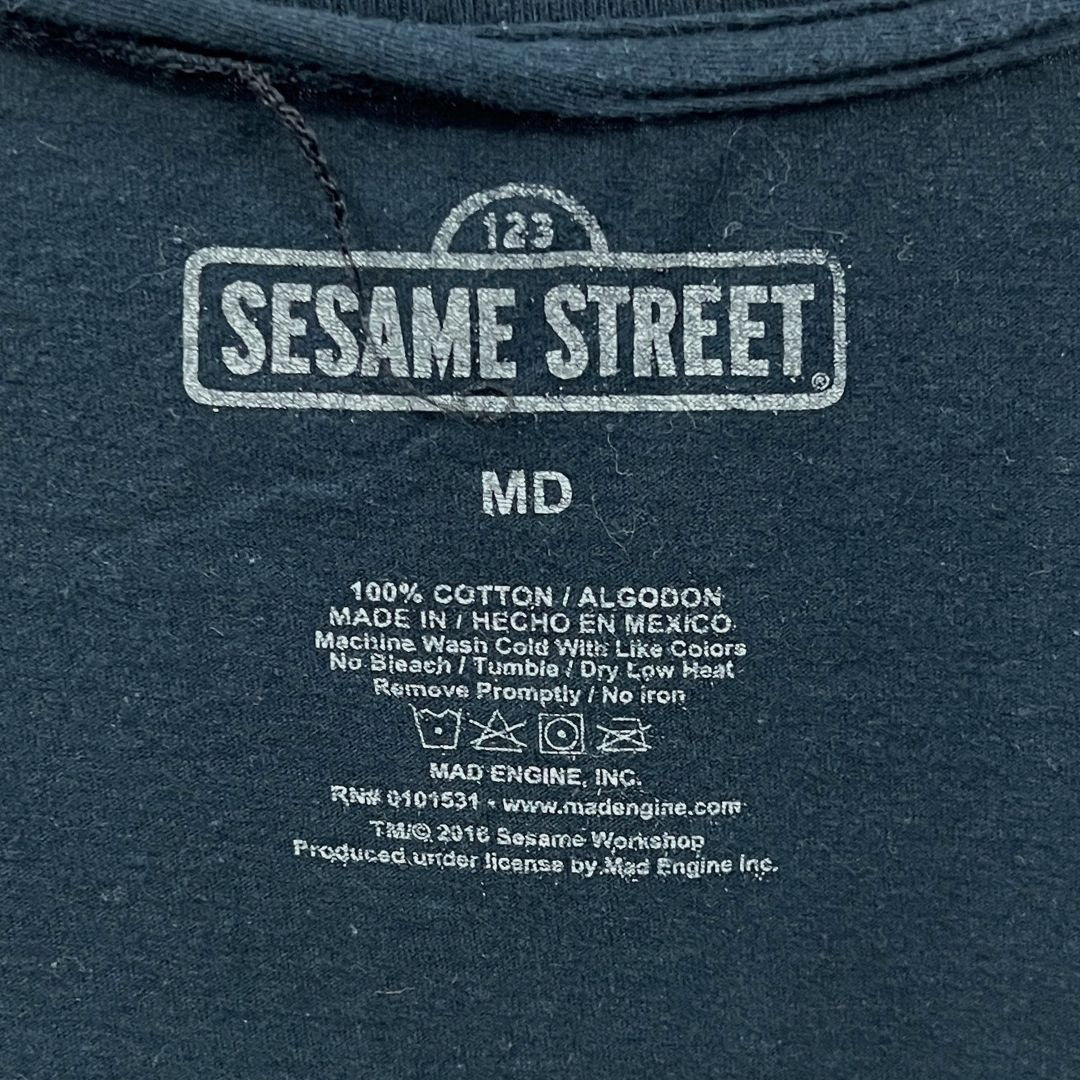 123
SESAME STREET®
MD
100% COTTON / ALGODON
MADE IN / HECHO EN MEXICO
Machine Wash Cold With Like Colors
No Bleach / Tumble / Dry Low Heat
Remove Promptly / No Iron
MAD ENGINE, INC.
RN# 0101531 • www.madengine.com
TM/© 2016 Sesame Workshop
Produced under license by Mad Engine Inc.